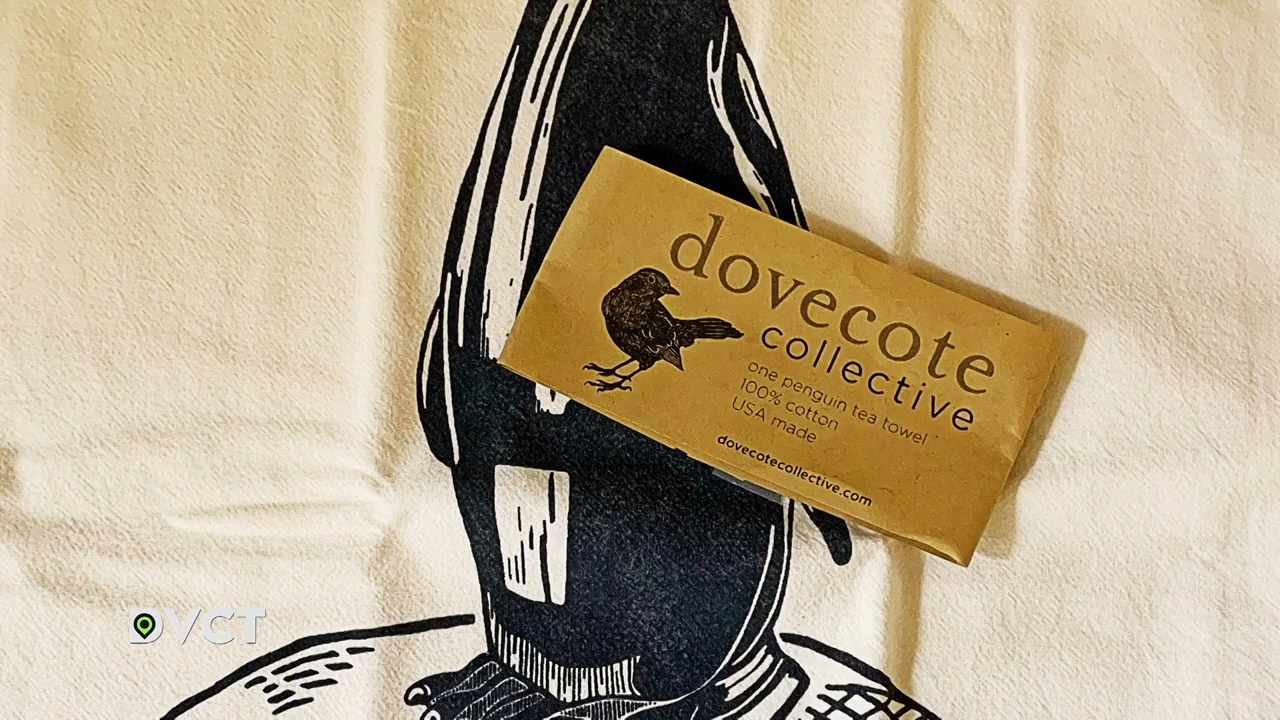 dovecote
collective
one penguin tea towel
100% cotton
USA made
dovecotecollective.com
DVCT